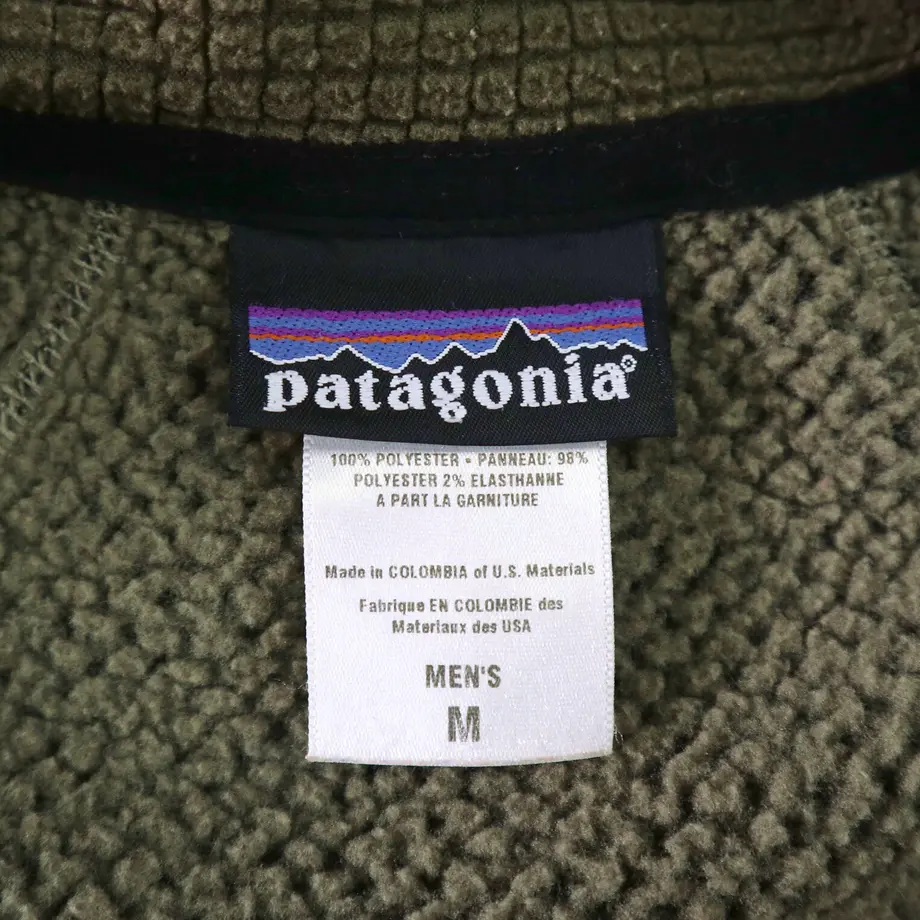 patagonia®
100% POLYESTER • PANNEAU: 98%
POLYESTER 2% ELASTHANNE
A PART LA GARNITURE
Made in COLOMBIA of U.S. Materials
Fabrique EN COLOMBIE des
Materiaux des USA
MEN'S
M